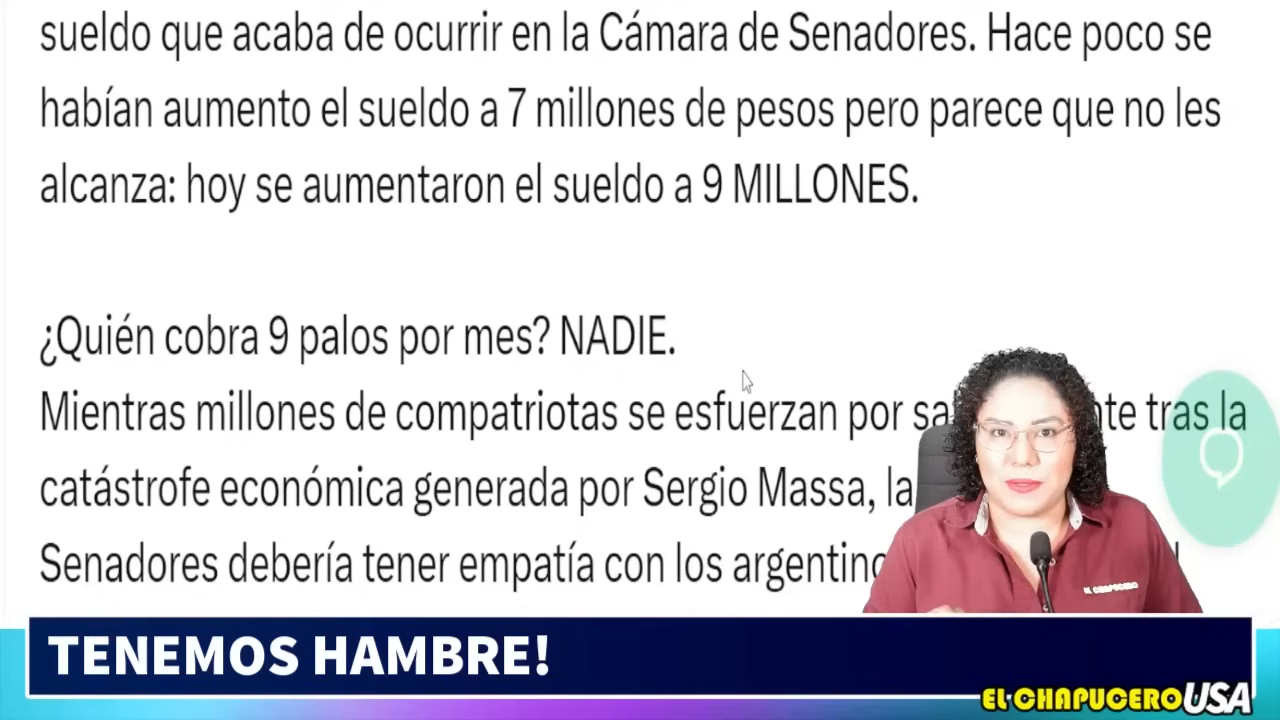 sueldo que acaba de ocurrir en la Cámara de Senadores. Hace poco se
habían aumento el sueldo a 7 millones de pesos pero parece que no les
alcanza: hoy se aumentaron el sueldo a 9 MILLONES.
¿Quién cobra 9 palos por mes? NADIE.
Mientras millones de compatriotas se esfuerzan por tras la
catástrofe económica generada por Sergio Massa, la
Senadores debería tener empatía con los
EL CHAPUCERO
TENEMOS HAMBRE!
EL CHAPUCERO USA